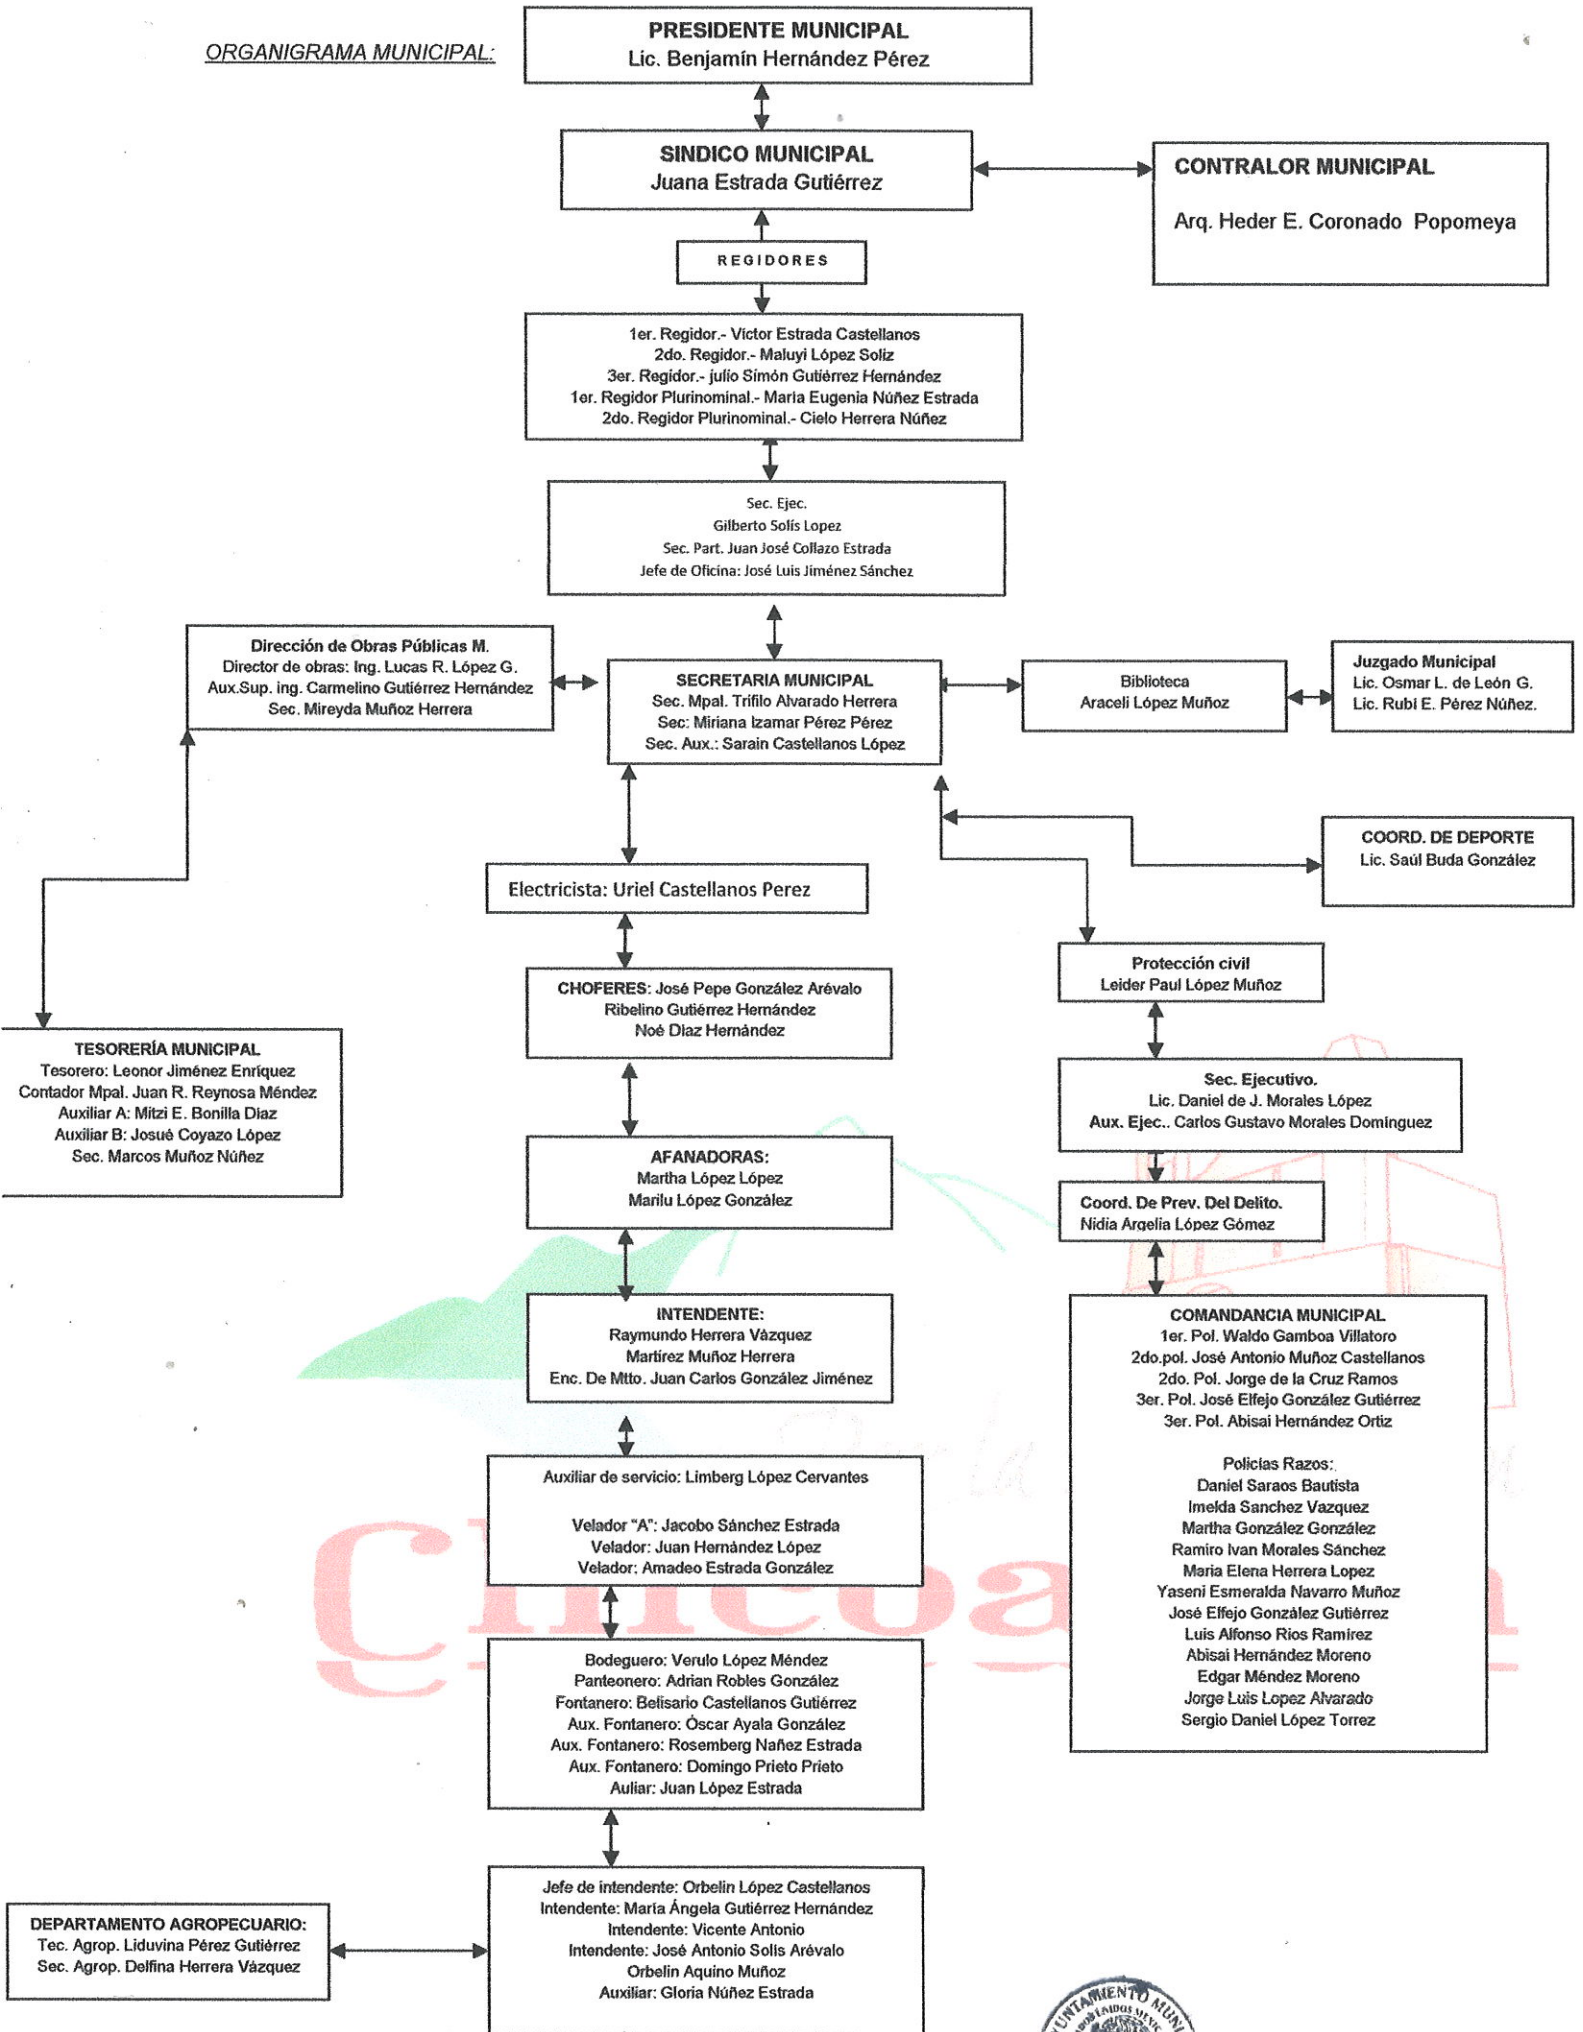 ORGANIGRAMA MUNICIPAL:
PRESIDENTE MUNICIPAL
Lic. Benjamín Hernández Pérez
SINDICO MUNICIPAL
Juana Estrada Gutiérrez
CONTRALOR MUNICIPAL
Arq. Heder E. Coronado Popomeya
REGIDORES
1er. Regidor.- Víctor Estrada Castellanos
2do. Regidor.- Maluyi López Soliz
3er. Regidor.- julio Simón Gutiérrez Hernández
1er. Regidor Plurinominal.- Maria Eugenia Núñez Estrada
2do. Regidor Plurinominal.- Cielo Herrera Núñez
Sec. Ejec.
Gilberto Solís Lopez
Sec. Part. Juan José Collazo Estrada
Jefe de Oficina: José Luis Jiménez Sánchez
Dirección de Obras Públicas M.
Director de obras: Ing. Lucas R. López G.
Aux.Sup. ing. Carmelino Gutiérrez Hernández
Sec. Mireyda Muñoz Herrera
SECRETARIA MUNICIPAL
Sec. Mpal. Trifilo Alvarado Herrera
Sec: Miriana Izamar Pérez Pérez
Sec. Aux.: Sarain Castellanos López
Biblioteca
Araceli López Muñoz
Juzgado Municipal
Lic. Osmar L. de León G.
Lic. Rubí E. Pérez Núñez.
COORD. DE DEPORTE
Lic. Saúl Buda González
Electricista: Uriel Castellanos Perez
Protección civil
Leider Paul López Muñoz
CHOFERES: José Pepe González Arévalo
Ribelino Gutiérrez Hernández
Noé Diaz Hernández
TESORERÍA MUNICIPAL
Tesorero: Leonor Jiménez Enríquez
Contador Mpal. Juan R. Reynosa Méndez
Auxiliar A: Mitzi E. Bonilla Diaz
Auxiliar B: Josué Coyazo López
Sec. Marcos Muñoz Núñez
Sec. Ejecutivo.
Lic. Daniel de J. Morales López
Aux. Ejec.. Carlos Gustavo Morales Domínguez
AFANADORAS:
Martha López López
Marilu López González
Coord. De Prev. Del Delito.
Nidia Argelia López Gómez
INTENDENTE:
Raymundo Herrera Vázquez
Martírez Muñoz Herrera
Enc. De Mtto. Juan Carlos González Jiménez
COMANDANCIA MUNICIPAL
1er. Pol. Waldo Gamboa Villatoro
2do.pol. José Antonio Muñoz Castellanos
2do. Pol. Jorge de la Cruz Ramos
3er. Pol. José Elfejo González Gutiérrez
3er. Pol. Abisai Hernández Ortiz
Policías Razos:
Daniel Saraos Bautista
Imelda Sanchez Vazquez
Martha González González
Ramiro Ivan Morales Sánchez
Maria Elena Herrera Lopez
Yaseni Esmeralda Navarro Muñoz
José Elfejo González Gutiérrez
Luis Alfonso Rios Ramírez
Abisai Hernández Moreno
Edgar Méndez Moreno
Jorge Luis Lopez Alvarado
Sergio Daniel López Torrez
Auxiliar de servicio: Limberg López Cervantes
Velador "A": Jacobo Sánchez Estrada
Velador: Juan Hernández López
Velador: Amadeo Estrada González
Bodeguero: Verulo López Méndez
Panteonero: Adrian Robles González
Fontanero: Belisario Castellanos Gutiérrez
Aux. Fontanero: Óscar Ayala González
Aux. Fontanero: Rosemberg Nañez Estrada
Aux. Fontanero: Domingo Prieto Prieto
Auliar: Juan López Estrada
Jefe de intendente: Orbelin López Castellanos
Intendente: María Ángela Gutiérrez Hernández
Intendente: Vicente Antonio
Intendente: José Antonio Solis Arévalo
Orbelin Aquino Muñoz
Auxiliar: Gloria Núñez Estrada
DEPARTAMENTO AGROPECUARIO:
Tec. Agrop. Liduvina Pérez Gutiérrez
Sec. Agrop. Delfina Herrera Vázquez